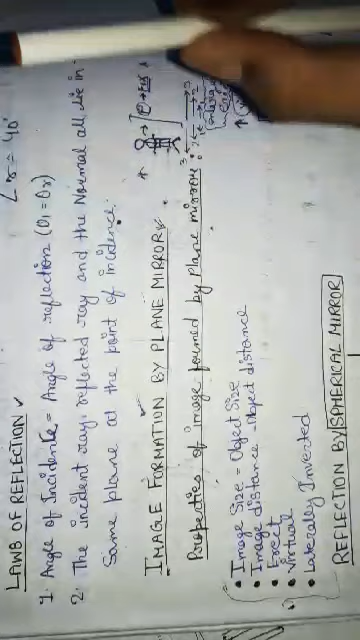 ∠r = 40°
LAWS OF REFLECTION
1. Angle of Incidence = Angle of reflection (θi = θr)
2. The incident ray, reflected ray and the Normal all lie in
Same plane at the point of incidence.
IMAGE FORMATION BY PLANE MIRROR
Properties of image formed by Plane mirror:
• Image Size = Object Size
• Image distance = Object distance
• Erect
• Virtual
• Laterally Inverted
REFLECTION BY SPHERICAL MIRROR